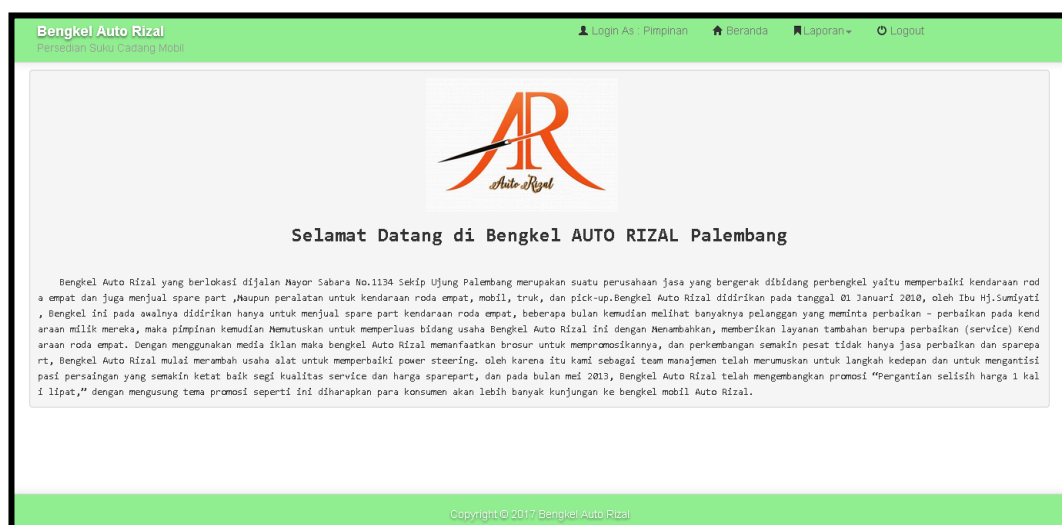 Bengkel Auto Rizal
Persedian Suku Cadang Mobil
Login As : Pimpinan Beranda Laporan Logout
AR
Auto Rizal
Selamat Datang di Bengkel AUTO RIZAL Palembang
Bengkel Auto Rizal yang berlokasi dijalan Mayor Sabara No.1134 Sekip Ujung Palembang merupakan suatu perusahaan jasa yang bergerak dibidang perbengkel yaitu memperbaiki kendaraan rod
a empat dan juga menjual spare part ,Maupun peralatan untuk kendaraan roda empat, mobil, truk, dan pick-up.Bengkel Auto Rizal didirikan pada tanggal 01 Januari 2010, oleh Ibu Hj.Sumiyati
, Bengkel ini pada awalnya didirikan hanya untuk menjual spare part kendaraan roda empat, beberapa bulan kemudian melihat banyaknya pelanggan yang meminta perbaikan – perbaikan pada kend
araan milik mereka, maka pimpinan kemudian Memutuskan untuk memperluas bidang usaha Bengkel Auto Rizal ini dengan Menambahkan, memberikan layanan tambahan berupa perbaikan (service) Kend
araan roda empat. Dengan menggunakan media iklan maka bengkel Auto Rizal memanfaatkan brosur untuk mempromosikannya, dan perkembangan semakin pesat tidak hanya jasa perbaikan dan sparepa
rt, Bengkel Auto Rizal mulai merambah usaha alat untuk memperbaiki power steering. oleh karena itu kami sebagai team manajemen telah merumuskan untuk langkah kedepan dan untuk mengantisi
pasi persaingan yang semakin ketat baik segi kualitas service dan harga sparepart, dan pada bulan mei 2013, Bengkel Auto Rizal telah mengembangkan promosi “Pergantian selisih harga 1 kal
i lipat,” dengan mengusung tema promosi seperti ini diharapkan para konsumen akan lebih banyak kunjungan ke bengkel mobil Auto Rizal.
Copyright © 2017 Bengkel Auto Rizal